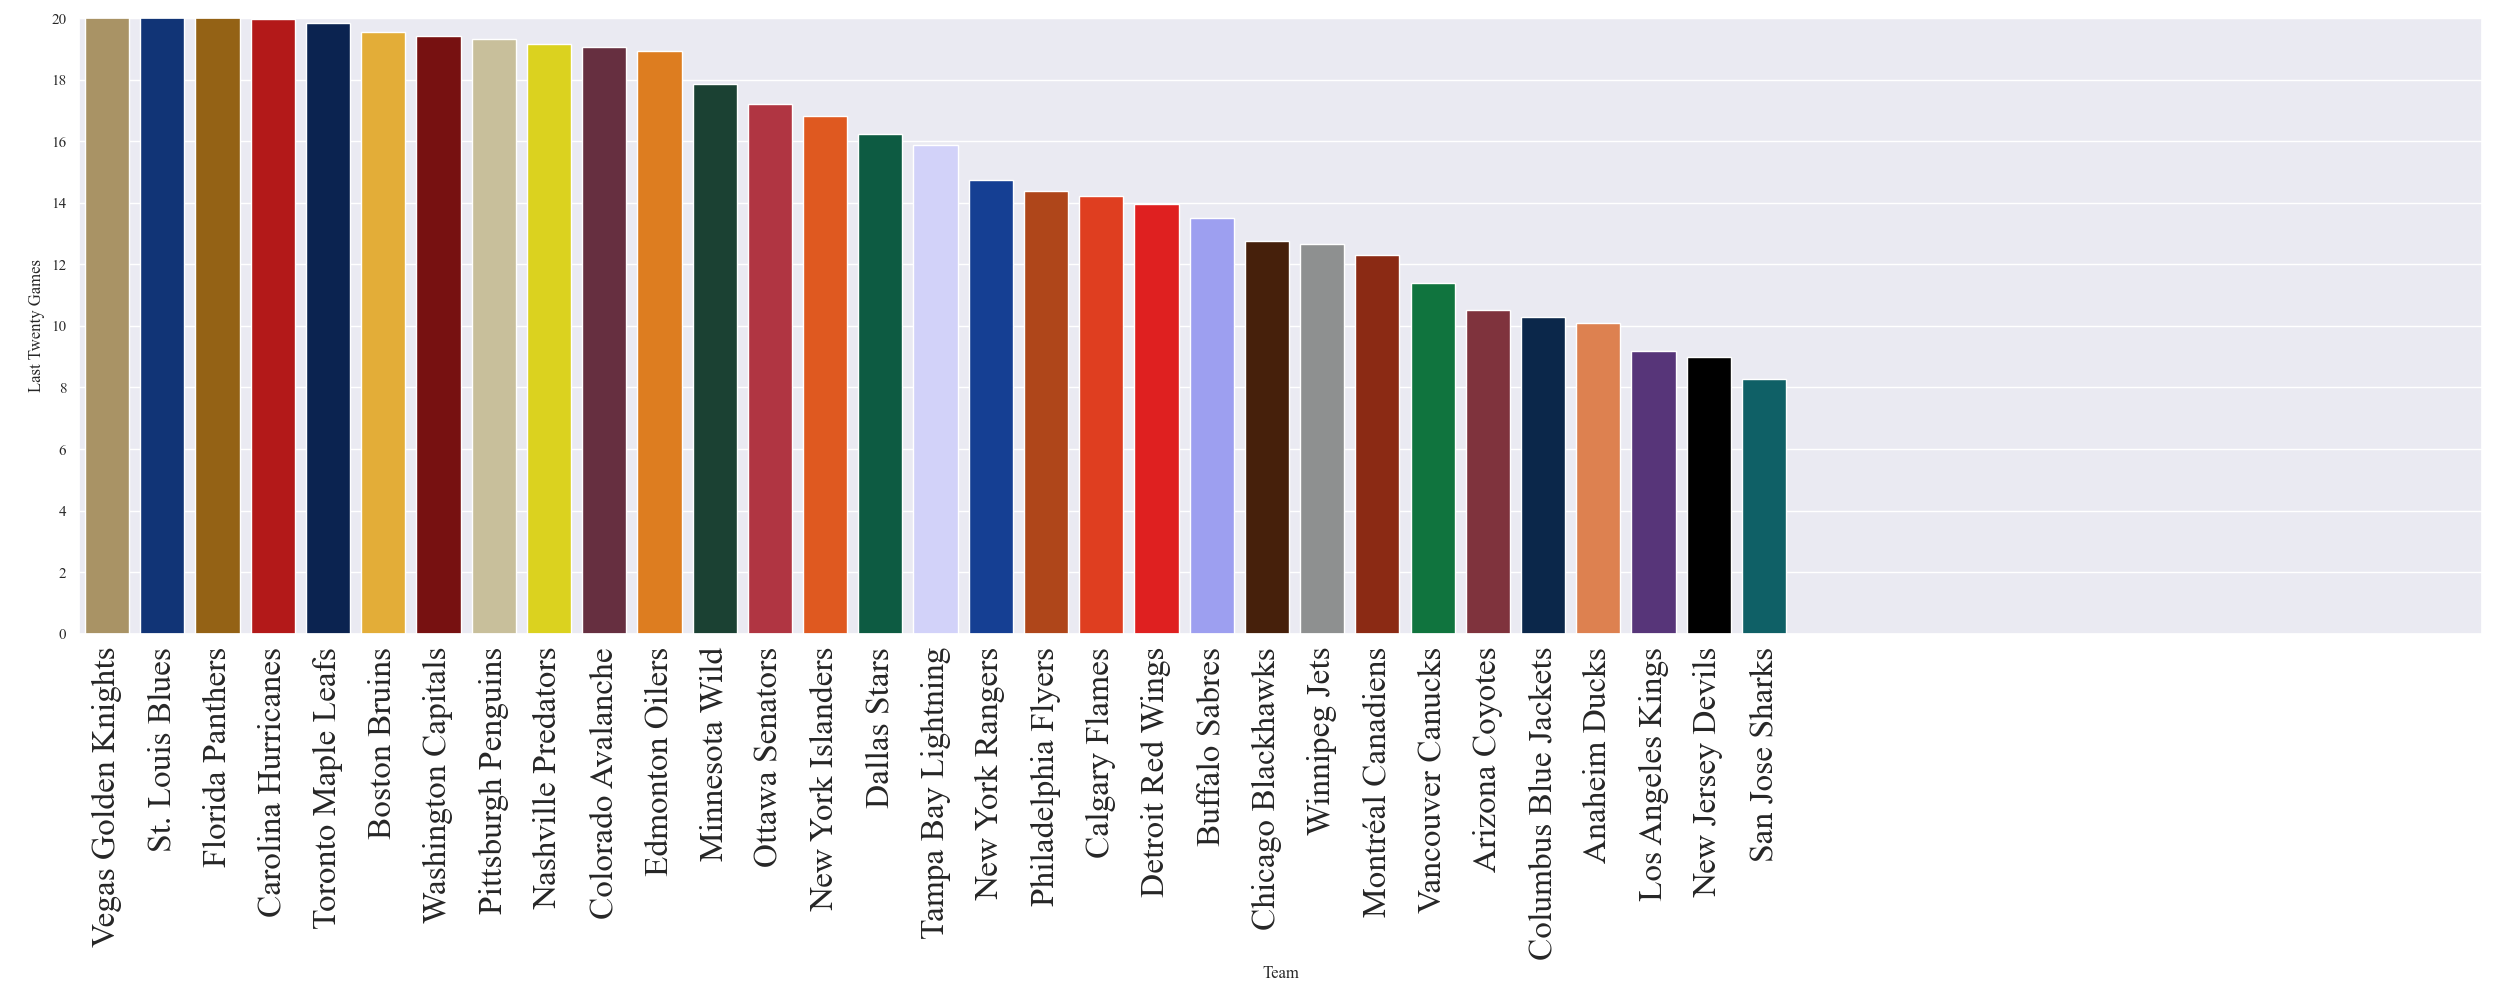 20
18
16
14
12
10
8
6
4
2
0
Last Twenty Games
Vegas Golden Knights
St. Louis Blues
Florida Panthers
Carolina Hurricanes
Toronto Maple Leafs
Boston Bruins
Washington Capitals
Pittsburgh Penguins
Nashville Predators
Colorado Avalanche
Edmonton Oilers
Minnesota Wild
Ottawa Senators
New York Islanders
Dallas Stars
Tampa Bay Lightning
New York Rangers
Philadelphia Flyers
Calgary Flames
Detroit Red Wings
Buffalo Sabres
Chicago Blackhawks
Winnipeg Jets
Montréal Canadiens
Vancouver Canucks
Arizona Coyotes
Columbus Blue Jackets
Anaheim Ducks
Los Angeles Kings
New Jersey Devils
San Jose Sharks
Team